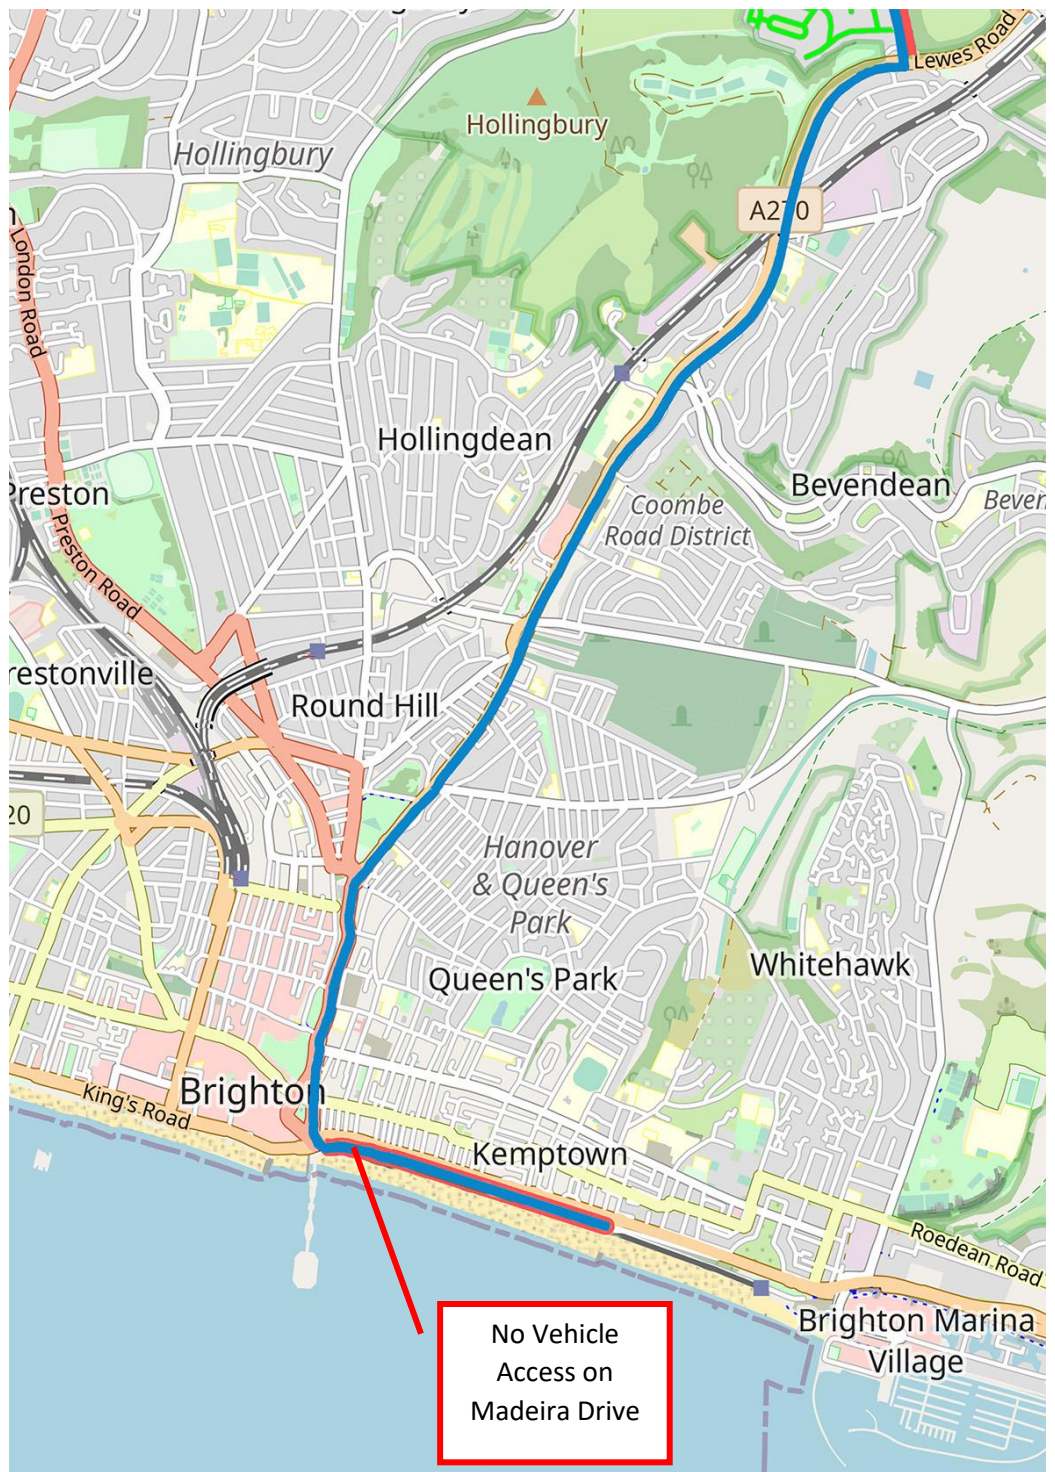 Lewes Road
Hollingbury
Hollingbury
A270
London Road
Hollingdean
Preston
Bevendean
Coombe
Road District
Beven
Preston Road
restonville
Round Hill
20
Hanover
& Queen's
Park
Queen's Park
Whitehawk
Brighton
King's Road
Kemptown
Roedean Road
Brighton Marina
Village
No Vehicle
Access on
Madeira Drive